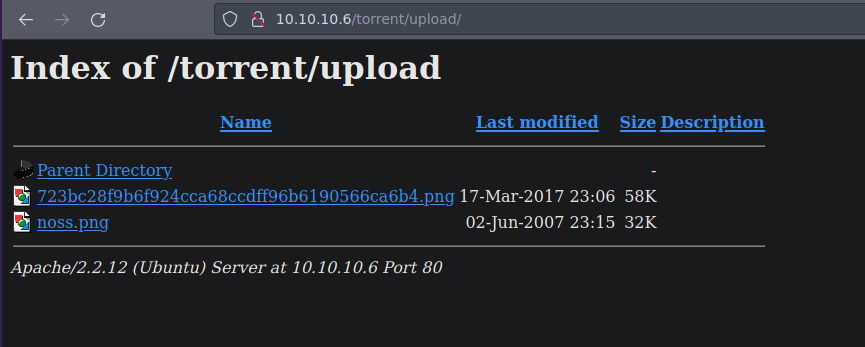 10.10.10.6/torrent/upload/
Index of /torrent/upload
Name Last modified Size Description
Parent Directory -
723bc28f9b6f924cca68ccdff96b6190566ca6b4.png 17-Mar-2017 23:06 58K
noss.png 02-Jun-2007 23:15 32K
Apache/2.2.12 (Ubuntu) Server at 10.10.10.6 Port 80